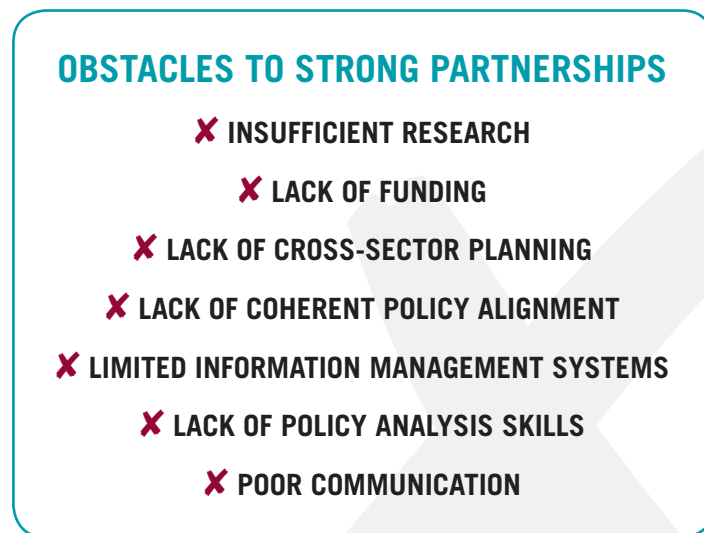 OBSTACLES TO STRONG PARTNERSHIPS
✘ INSUFFICIENT RESEARCH
✘ LACK OF FUNDING
✘ LACK OF CROSS-SECTOR PLANNING
✘ LACK OF COHERENT POLICY ALIGNMENT
✘ LIMITED INFORMATION MANAGEMENT SYSTEMS
✘ LACK OF POLICY ANALYSIS SKILLS
✘ POOR COMMUNICATION